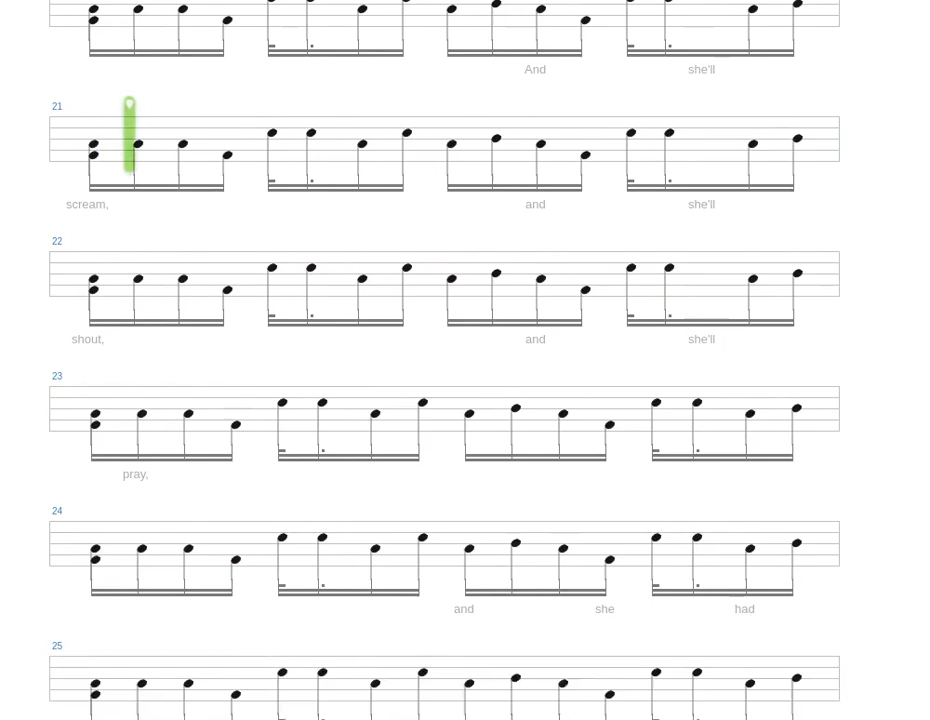 And she'll
21
scream, and she'll
22
shout, and she'll
23
pray,
24
and she had
25